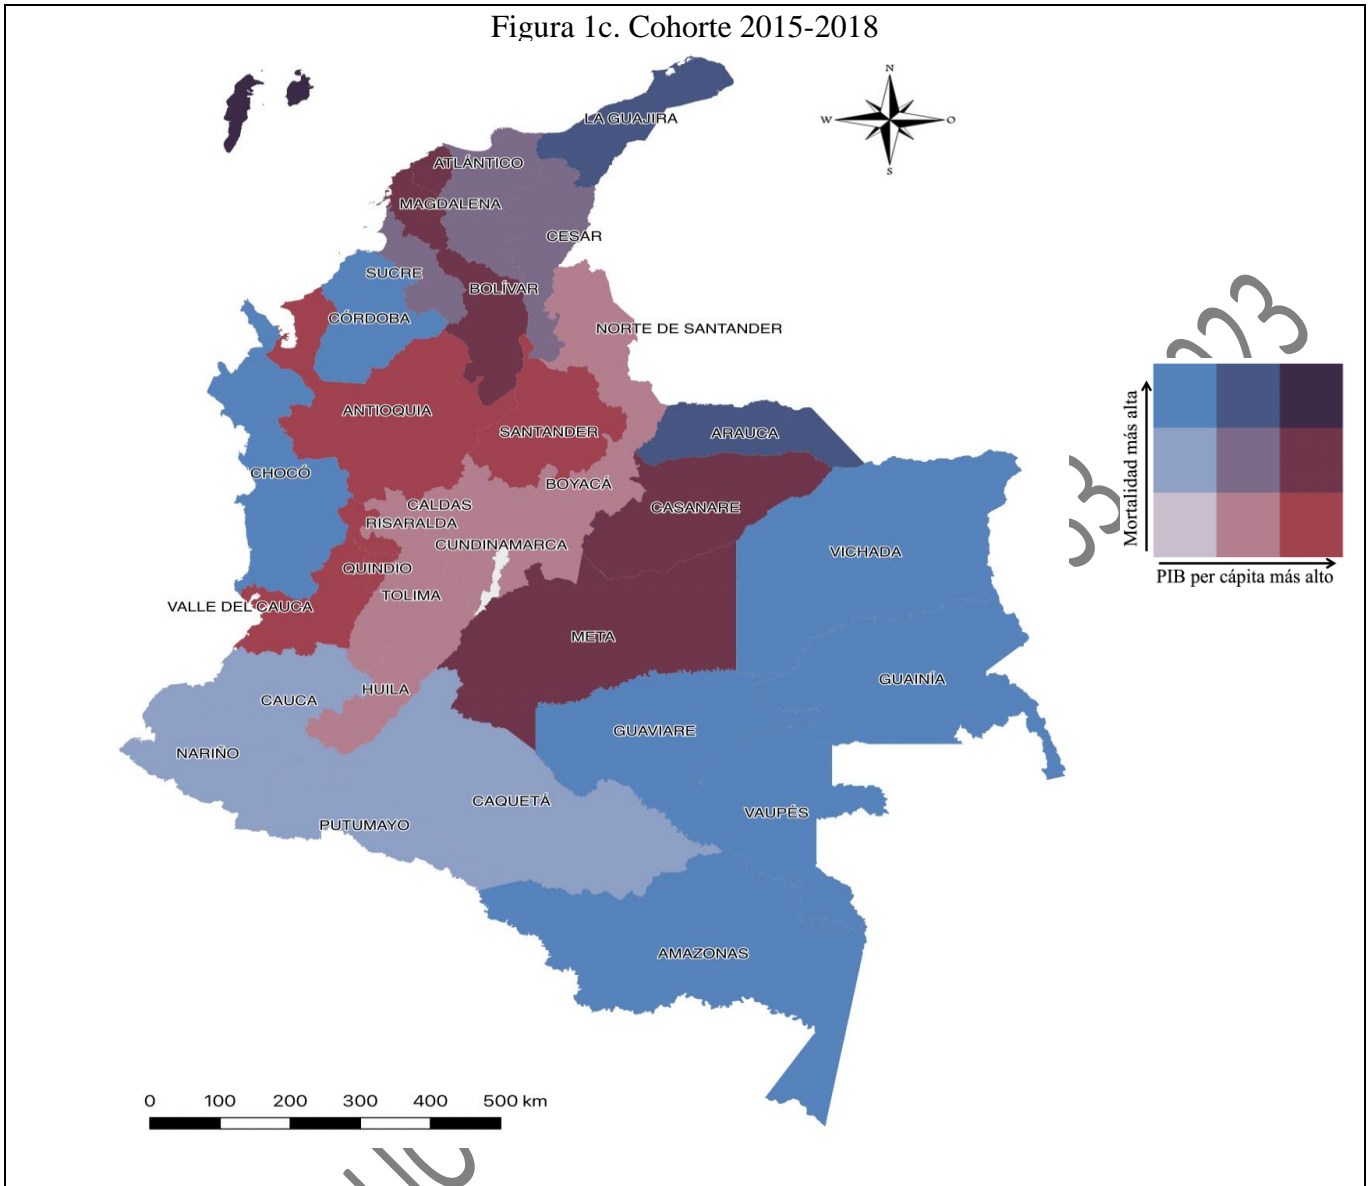 Figura 1c. Cohorte 2015-2018
N
W
O
S
LA GUAJIRA
ATLÁNTICO
MAGDALENA
CESAR
SUCRE
BOLÍVAR
CÓRDOBA
NORTE DE SANTANDER
ANTIOQUIA
SANTANDER
ARAUCA
CHOCÓ
BOYACÁ
CALDAS
CASANARE
RISARALDA
CUNDINAMARCA
VICHADA
QUINDIO
TOLIMA
VALLE DEL CAUCA
META
GUAINÍA
HUILA
CAUCA
GUAVIARE
NARIÑO
CAQUETÁ
VAUPÉS
PUTUMAYO
AMAZONAS
Mortalidad más alta
PIB per cápita más alto
0 100 200 300 400 500 km